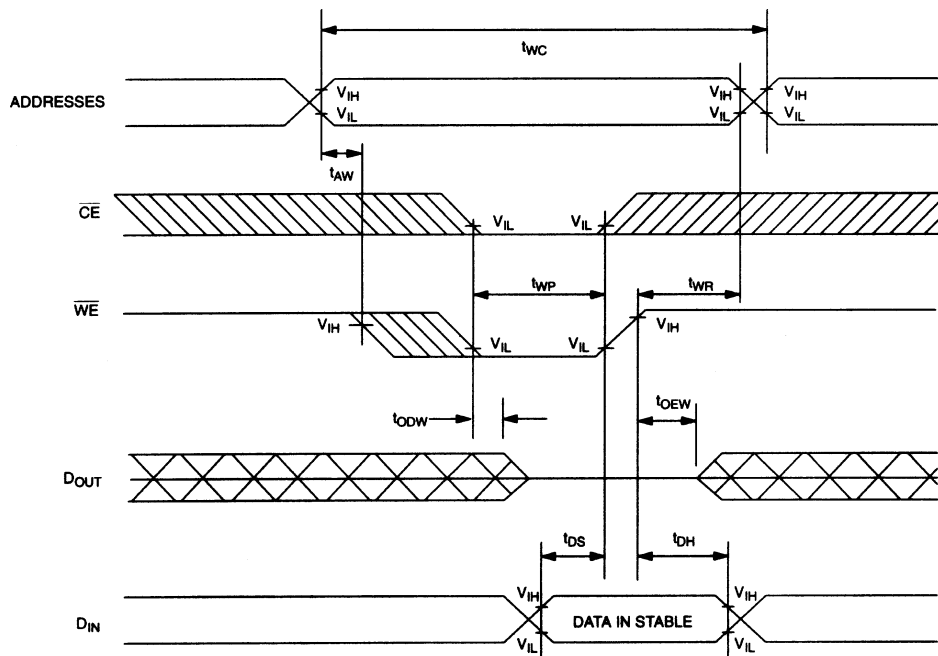 tWC
ADDRESSES
VIH VIH VIH
VIL VIL VIL
tAW
CE
VIL VIL
tWP tWR
WE
VIH VIH
VIL VIL
tODW tOEW
DOUT
tDS tDH
VIH VIH
DIN DATA IN STABLE
VIL VIL